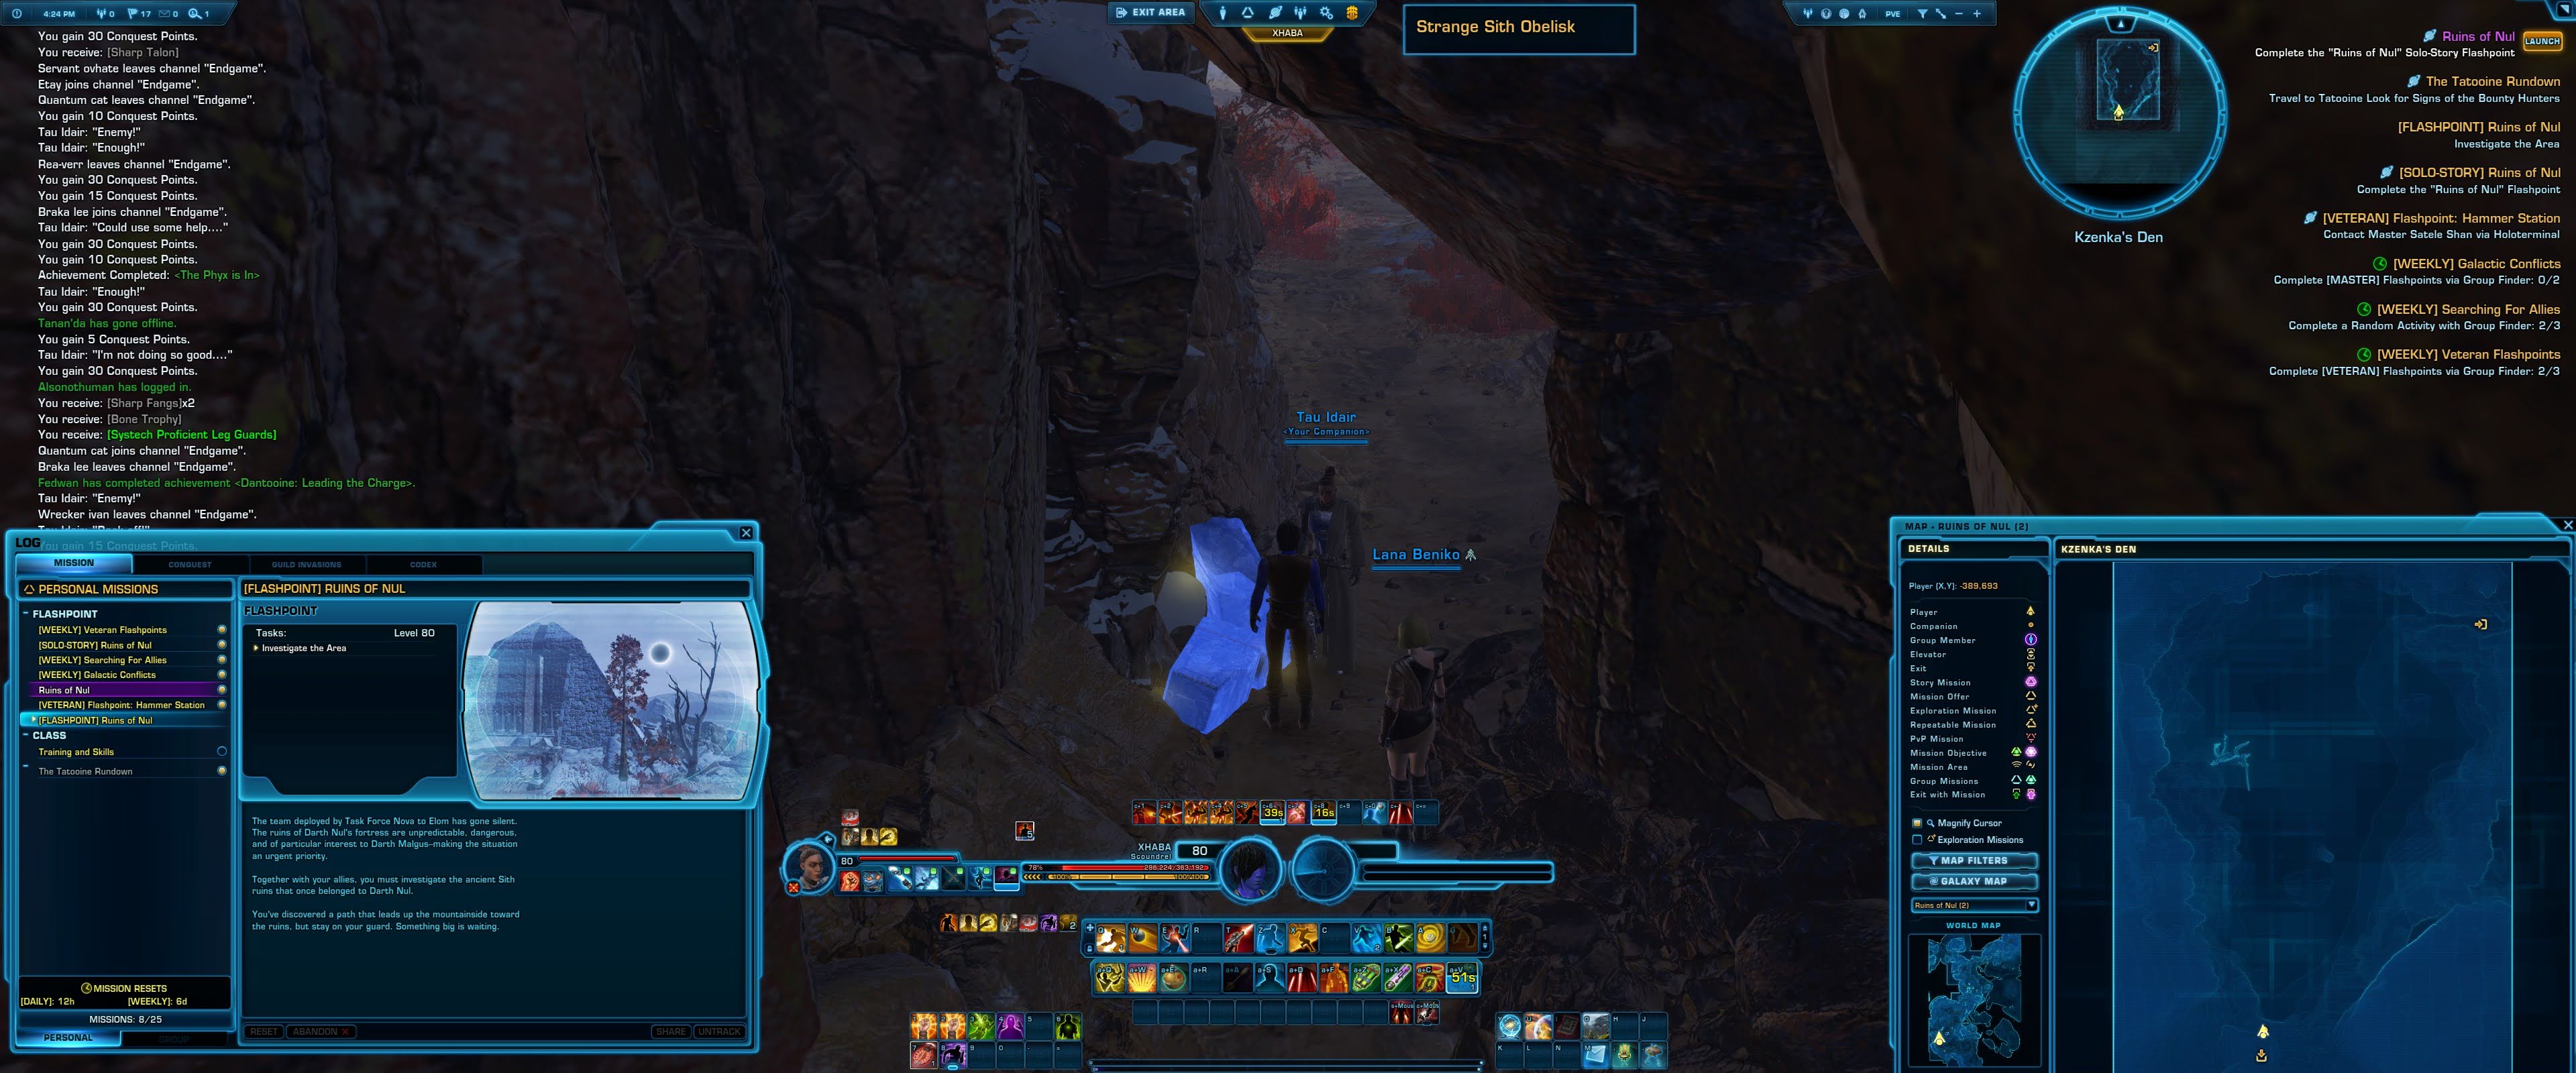 4:24 PM 0 17 0 1
EXIT AREA
XHABA
Strange Sith Obelisk
PVE
You gain 30 Conquest Points.
You receive: [Sharp Talon]
Servant ovhate leaves channel "Endgame".
Etay joins channel "Endgame".
Quantum cat leaves channel "Endgame".
You gain 10 Conquest Points.
Tau Idair: "Enemy!"
Tau Idair: "Enough!"
Rea-verr leaves channel "Endgame".
You gain 30 Conquest Points.
You gain 15 Conquest Points.
Braka lee joins channel "Endgame".
Tau Idair: "Could use some help...."
You gain 30 Conquest Points.
You gain 10 Conquest Points.
Achievement Completed: <The Phyx is In>
Tau Idair: "Enough!"
You gain 30 Conquest Points.
Tanan'da has gone offline.
You gain 5 Conquest Points.
Tau Idair: "I'm not doing so good...."
You gain 30 Conquest Points.
Alsonothuman has logged in.
You receive: [Sharp Fangs]x2
You receive: [Bone Trophy]
You receive: [Systech Proficient Leg Guards]
Quantum cat joins channel "Endgame".
Braka lee leaves channel "Endgame".
Fedwan has completed achievement <Dantooine: Leading the Charge>.
Tau Idair: "Enemy!"
Wrecker ivan leaves channel "Endgame".
You gain 15 Conquest Points.
Ruins of Nul
LAUNCH
Complete the "Ruins of Nul" Solo-Story Flashpoint
The Tatooine Rundown
Travel to Tatooine Look for Signs of the Bounty Hunters
[FLASHPOINT] Ruins of Nul
Investigate the Area
[SOLO-STORY] Ruins of Nul
Complete the "Ruins of Nul" Flashpoint
[VETERAN] Flashpoint: Hammer Station
Contact Master Satele Shan via Holoterminal
[WEEKLY] Galactic Conflicts
Complete [MASTER] Flashpoints via Group Finder: 0/2
[WEEKLY] Searching For Allies
Complete a Random Activity with Group Finder: 2/3
[WEEKLY] Veteran Flashpoints
Complete [VETERAN] Flashpoints via Group Finder: 2/3
Kzenka's Den
Tau Idair
<Your Companion>
Lana Beniko
LOG
MISSION
CONQUEST
GUILD INVASIONS
CODEX
PERSONAL MISSIONS
FLASHPOINT
[WEEKLY] Veteran Flashpoints
[SOLO-STORY] Ruins of Nul
[WEEKLY] Searching For Allies
[WEEKLY] Galactic Conflicts
Ruins of Nul
[VETERAN] Flashpoint: Hammer Station
[FLASHPOINT] Ruins of Nul
CLASS
Training and Skills
The Tatooine Rundown
MISSION RESETS
[DAILY]: 12h [WEEKLY]: 6d
MISSIONS: 8/25
PERSONAL
GROUP
[FLASHPOINT] RUINS OF NUL
FLASHPOINT
Tasks: Level 80
Investigate the Area
The team deployed by Task Force Nova to Elom has gone silent.
The ruins of Darth Nul's fortress are unpredictable, dangerous,
and of particular interest to Darth Malgus–making the situation
an urgent priority.
Together with your allies, you must investigate the ancient Sith
ruins that once belonged to Darth Nul.
You've discovered a path that leads up the mountainside toward
the ruins, but stay on your guard. Something big is waiting.
RESET
ABANDON
SHARE
UNTRACK
80
XHABA
Scoundrel
80
78%
100%
39s
16s
51s
MAP - RUINS OF NUL (2)
DETAILS
KZENKA'S DEN
Player (X,Y): -389,693
Player
Companion
Group Member
Elevator
Exit
Story Mission
Mission Offer
Exploration Mission
Repeatable Mission
PvP Mission
Mission Objective
Mission Area
Group Missions
Exit with Mission
Magnify Cursor
Exploration Missions
MAP FILTERS
GALAXY MAP
Ruins of Nul (2)
WORLD MAP